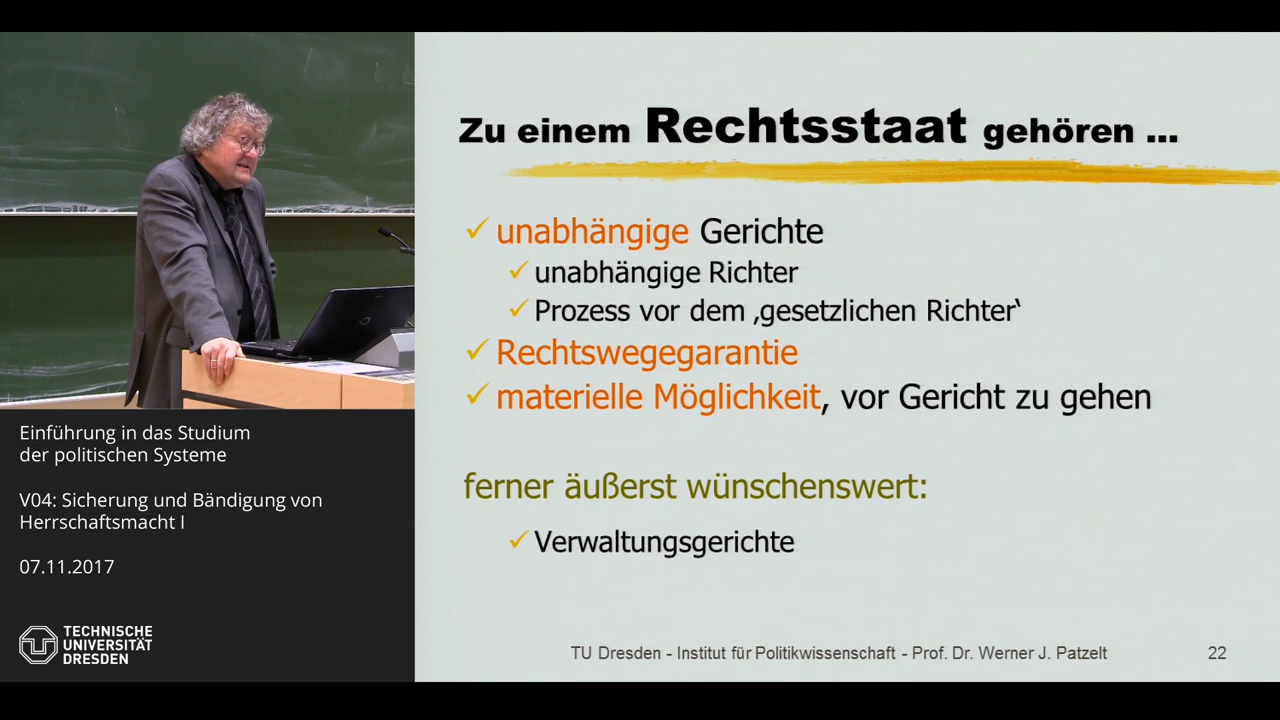 Zu einem Rechtsstaat gehören ...
✓ unabhängige Gerichte
✓ unabhängige Richter
✓ Prozess vor dem ‚gesetzlichen Richter‘
✓ Rechtswegegarantie
✓ materielle Möglichkeit, vor Gericht zu gehen
ferner äußerst wünschenswert:
✓ Verwaltungsgerichte
TU Dresden - Institut für Politikwissenschaft - Prof. Dr. Werner J. Patzelt
22
Einführung in das Studium
der politischen Systeme
V04: Sicherung und Bändigung von
Herrschaftsmacht I
07.11.2017
TECHNISCHE
UNIVERSITÄT
DRESDEN